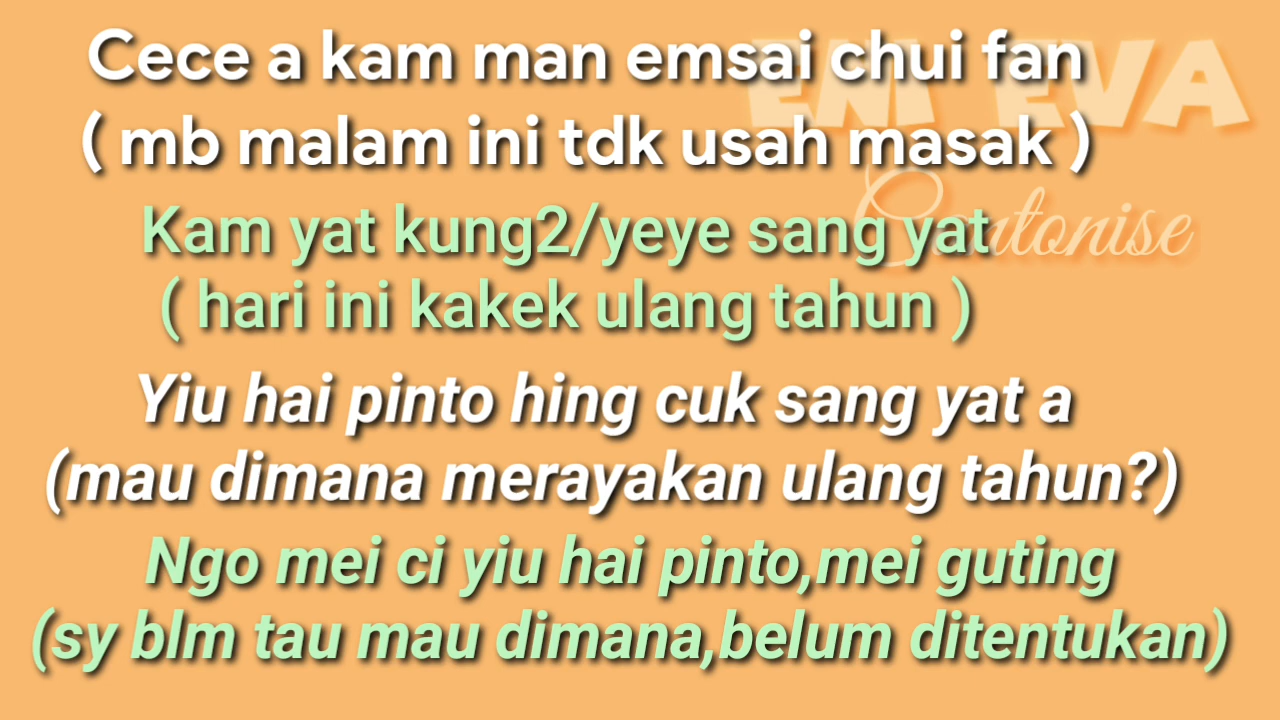 ENI EVA
Cece a kam man emsai chui fan
( mb malam ini tdk usah masak )
Cantonise
Kam yat kung2/yeye sang yat
( hari ini kakek ulang tahun )
Yiu hai pinto hing cuk sang yat a
(mau dimana merayakan ulang tahun?)
Ngo mei ci yiu hai pinto,mei guting
(sy blm tau mau dimana,belum ditentukan)